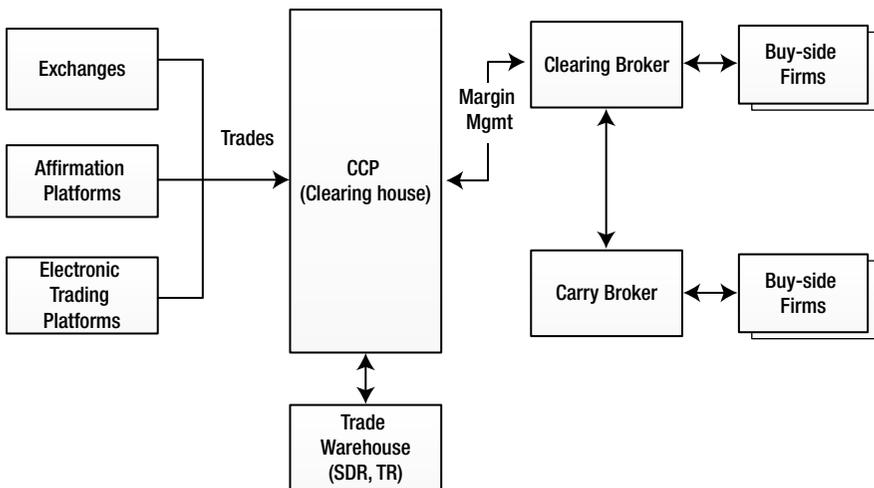 Exchanges
Affirmation
Platforms
Electronic
Trading
Platforms
Trades
CCP
(Clearing house)
Trade
Warehouse
(SDR, TR)
Margin
Mgmt
Clearing Broker
Buy-side
Firms
Carry Broker
Buy-side
Firms